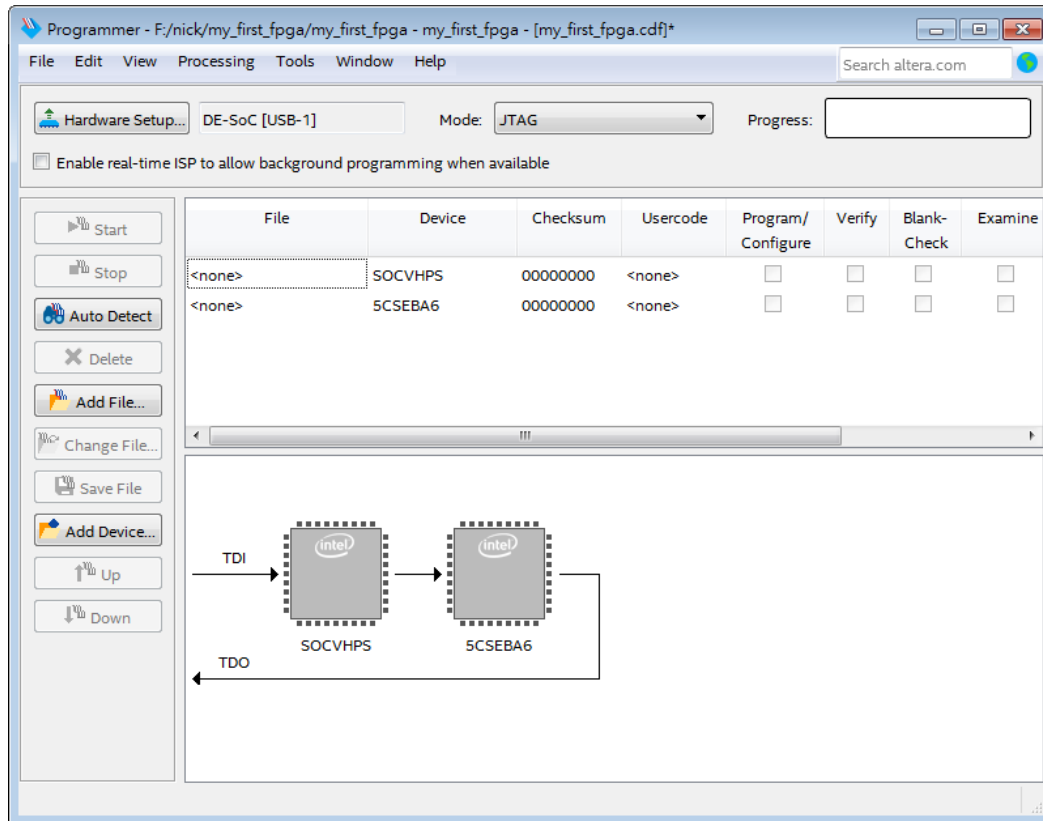 Programmer - F:/nick/my_first_fpga/my_first_fpga - my_first_fpga - [my_first_fpga.cdf]*
File Edit View Processing Tools Window Help
Search altera.com
Hardware Setup... DE-SoC [USB-1] Mode: JTAG Progress:
Enable real-time ISP to allow background programming when available
Start
Stop
Auto Detect
Delete
Add File...
Change File...
Save File
Add Device...
Up
Down
File Device Checksum Usercode Program/ Verify Blank- Examine
Configure Check
<none> SOCVHPS 00000000 <none>
<none> 5CSEBA6 00000000 <none>
TDI
intel
intel
SOCVHPS
5CSEBA6
TDO